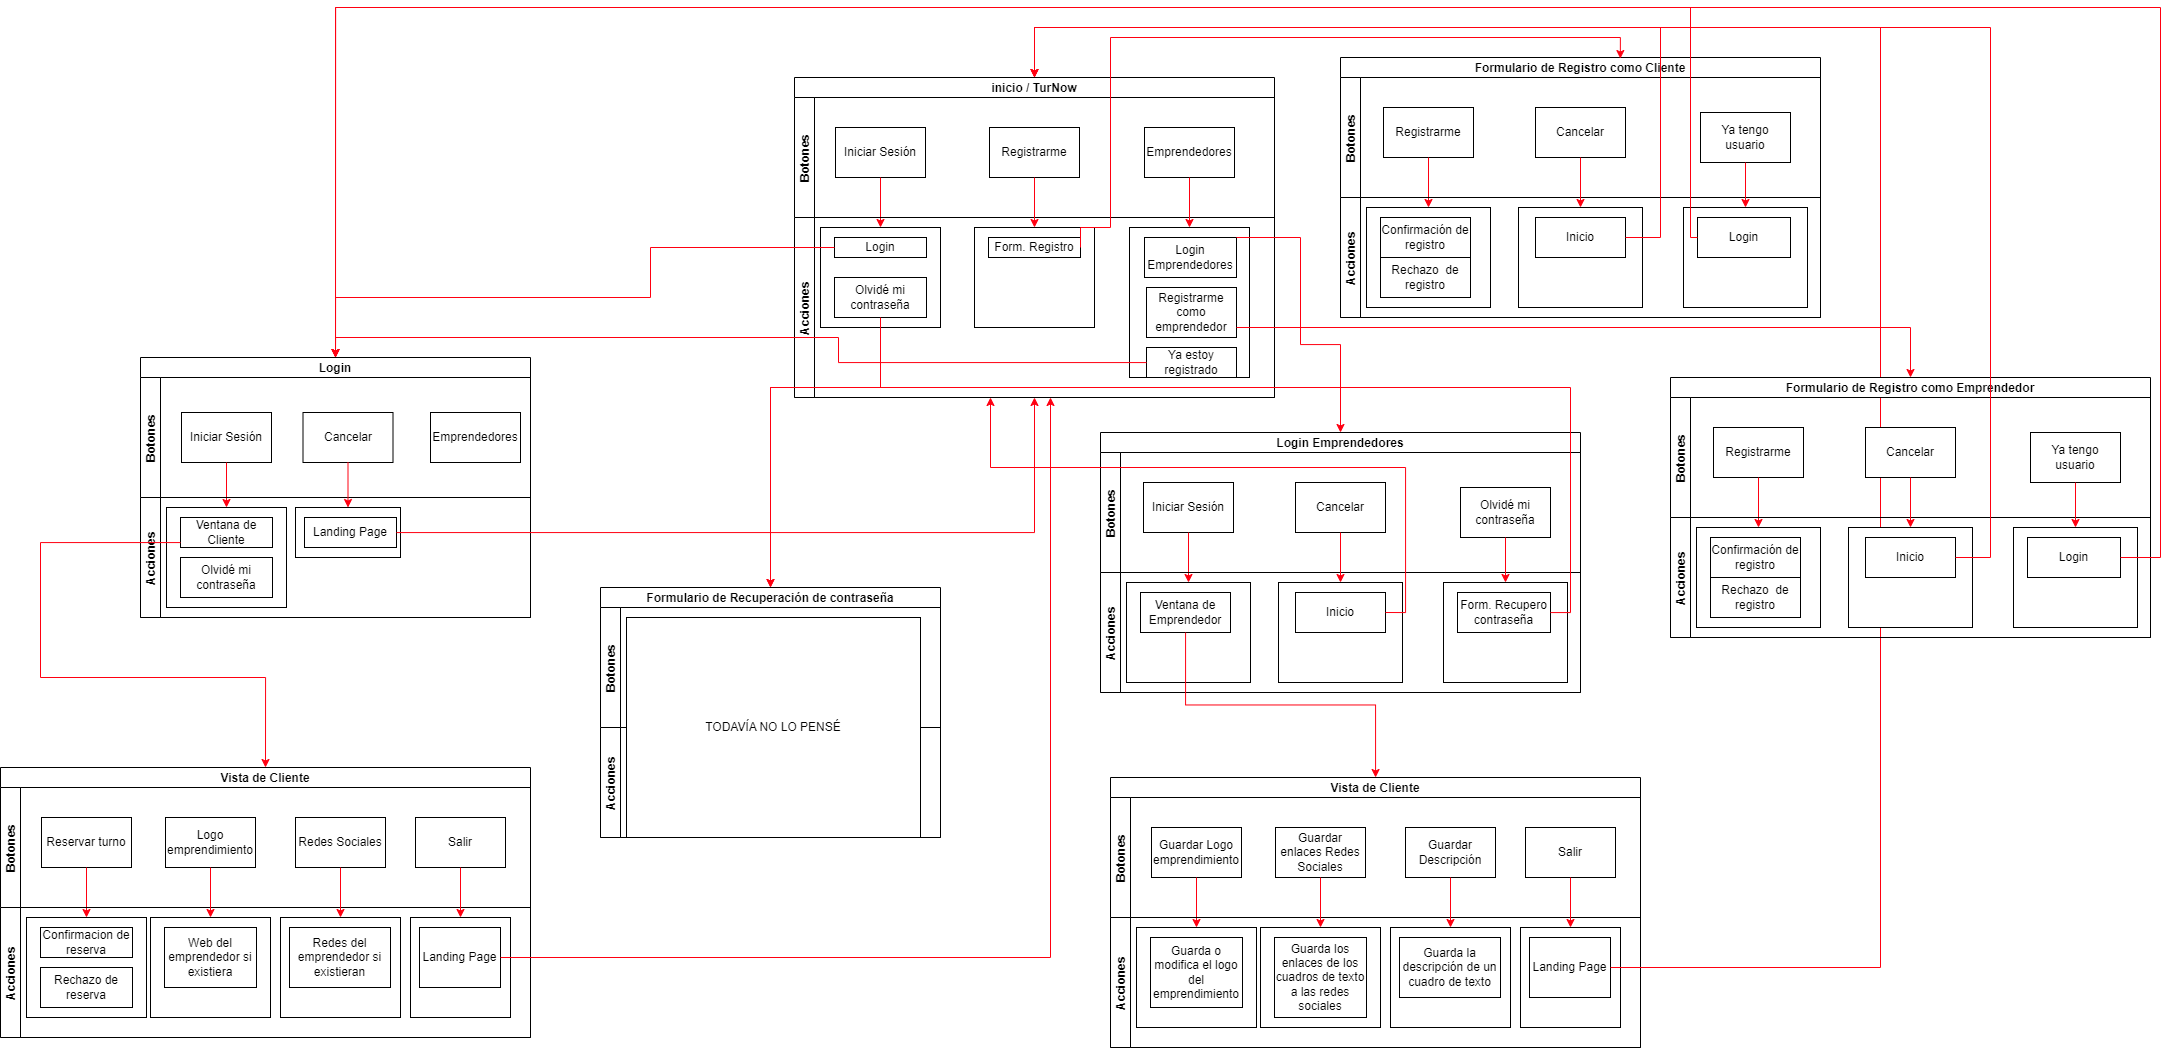 Formulario de Registro como Cliente
Botones
Registrarme
Cancelar
Ya tengo
usuario
Acciones
Confirmación de
registro
Rechazo de
registro
Inicio
Login
inicio / TurNow
Botones
Iniciar Sesión
Registrarme
Emprendedores
Acciones
Login
Olvidé mi
contraseña
Form. Registro
Login
Emprendedores
Registrarme
como
emprendedor
Ya estoy
registrado
Login
Botones
Iniciar Sesión
Cancelar
Emprendedores
Acciones
Ventana de
Cliente
Olvidé mi
contraseña
Landing Page
Formulario de Registro como Emprendedor
Botones
Registrarme
Cancelar
Ya tengo
usuario
Acciones
Confirmación de
registro
Rechazo de
registro
Inicio
Login
Login Emprendedores
Botones
Iniciar Sesión
Cancelar
Olvidé mi
contraseña
Acciones
Ventana de
Emprendedor
Inicio
Form. Recupero
contraseña
Formulario de Recuperación de contraseña
Botones
Acciones
TODAVÍA NO LO PENSÉ
Vista de Cliente
Botones
Reservar turno
Logo
emprendimiento
Redes Sociales
Salir
Acciones
Confirmacion de
reserva
Rechazo de
reserva
Web del
emprendedor si
existiera
Redes del
emprendedor si
existieran
Landing Page
Vista de Cliente
Botones
Guardar Logo
emprendimiento
Guardar
enlaces Redes
Sociales
Guardar
Descripción
Salir
Acciones
Guarda o
modifica el logo
del
emprendimiento
Guarda los
enlaces de los
cuadros de texto
a las redes
sociales
Guarda la
descripción de un
cuadro de texto
Landing Page